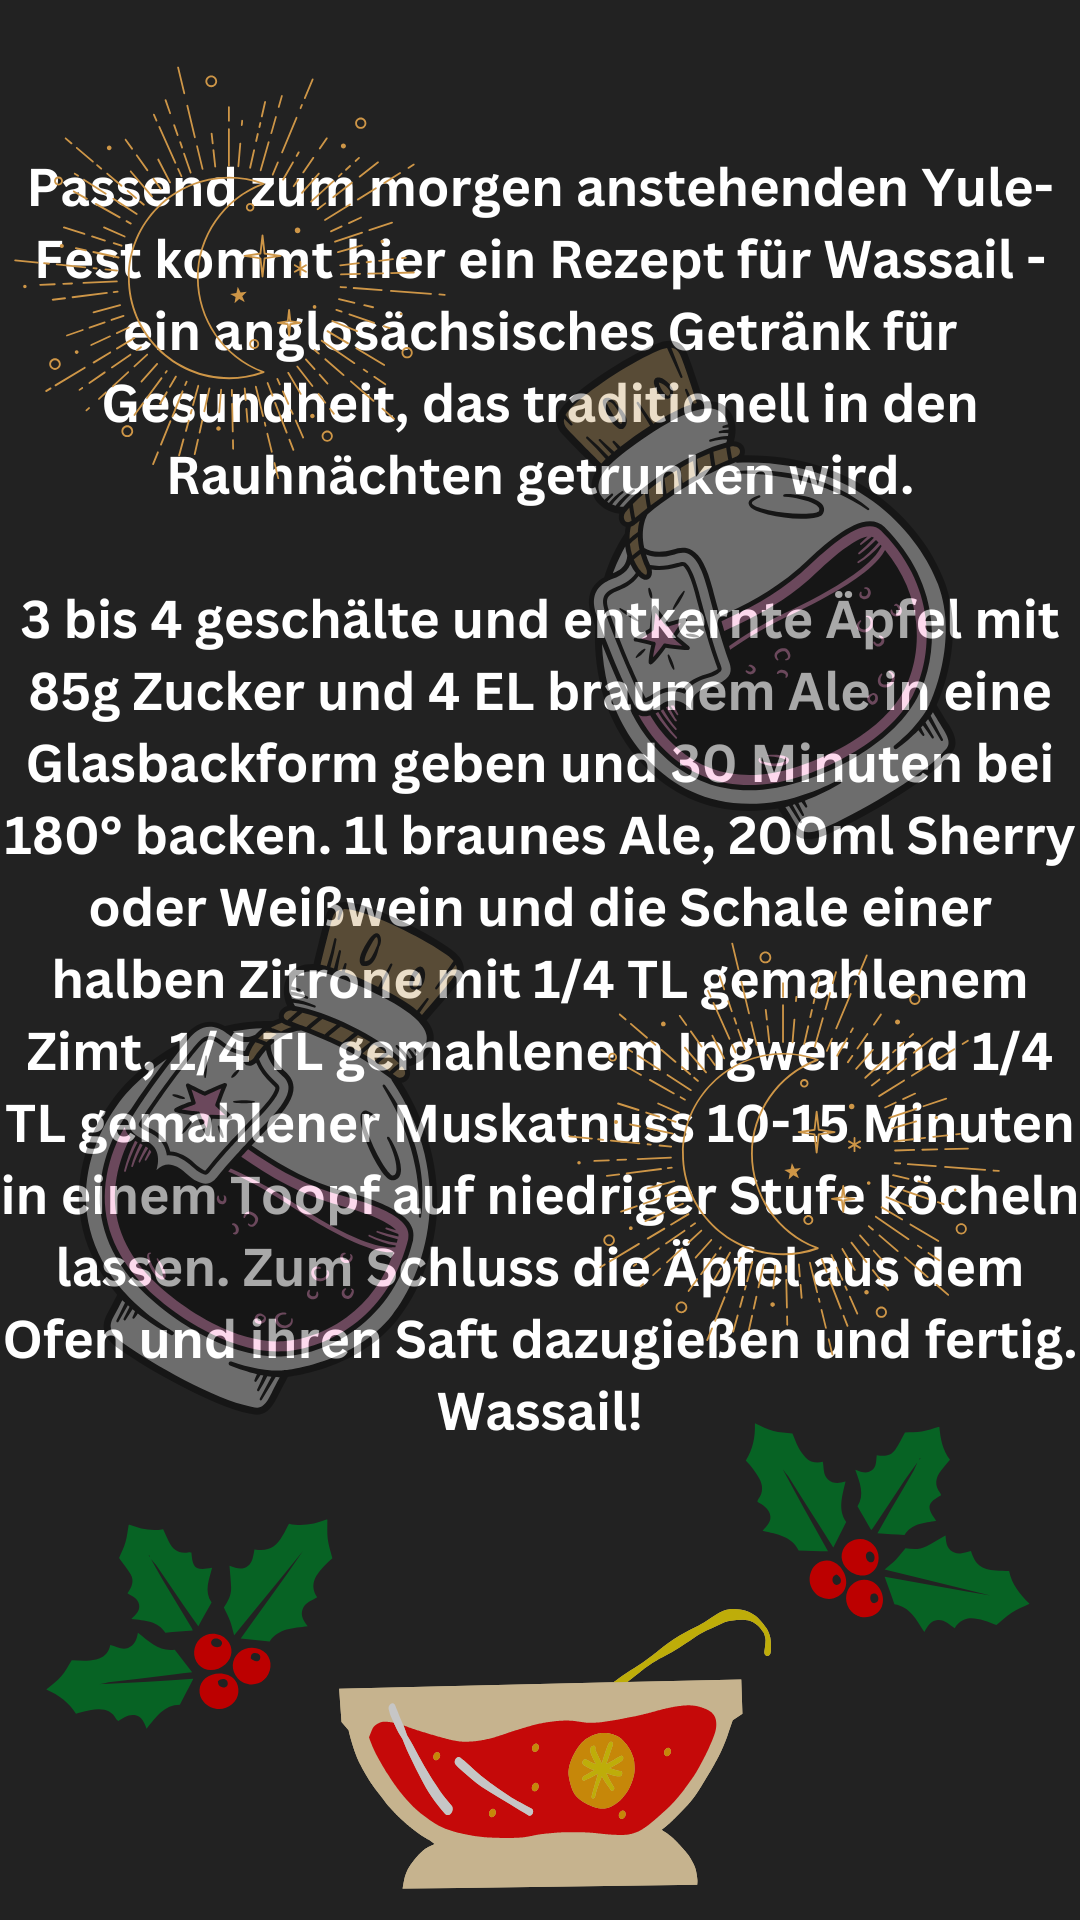 Passend zum morgen anstehenden Yule-
Fest kommt hier ein Rezept für Wassail -
ein anglosächsisches Getränk für
Gesundheit, das traditionell in den
Rauhnächten getrunken wird.
3 bis 4 geschälte und entkernte Äpfel mit
85g Zucker und 4 EL braunem Ale in eine
Glasbackform geben und 30 Minuten bei
180° backen. 1l braunes Ale, 200ml Sherry
oder Weißwein und die Schale einer
halben Zitrone mit 1/4 TL gemahlenem
Zimt, 1/4 TL gemahlenem Ingwer und 1/4
TL gemahlener Muskatnuss 10-15 Minuten
in einem Toopf auf niedriger Stufe köcheln
lassen. Zum Schluss die Äpfel aus dem
Ofen und ihren Saft dazugießen und fertig.
Wassail!